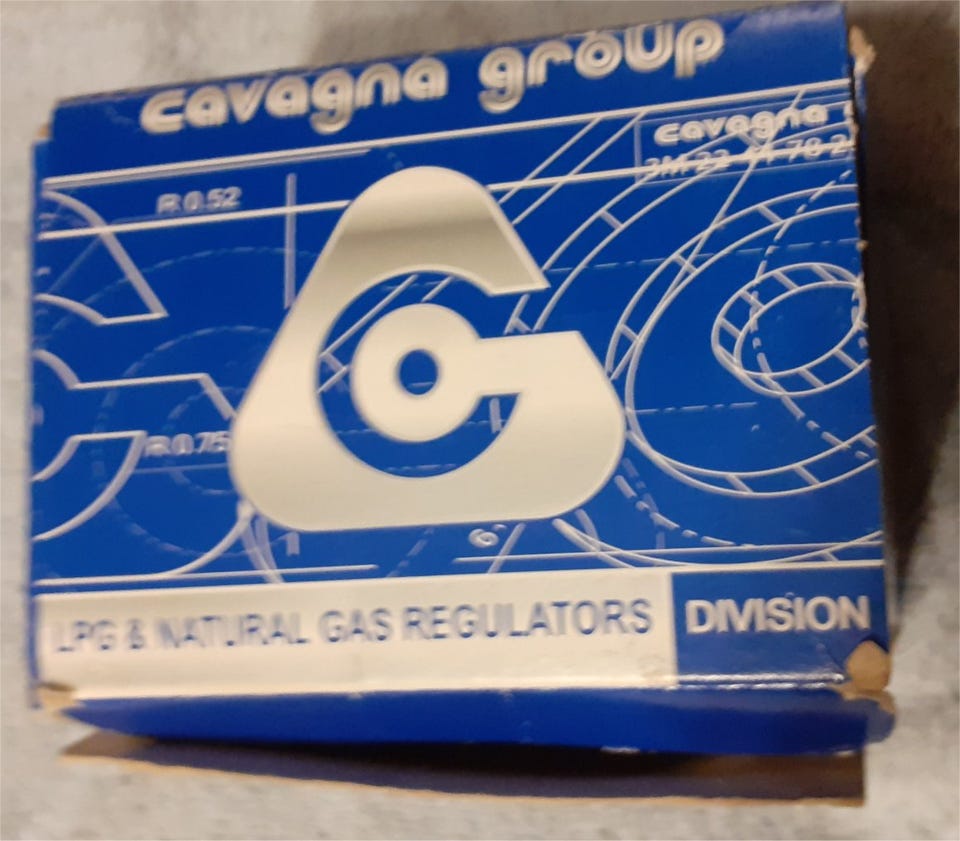 cavagna group
cavagna
R 0.52
R 0.75
LPG & NATURAL GAS REGULATORS
DIVISION